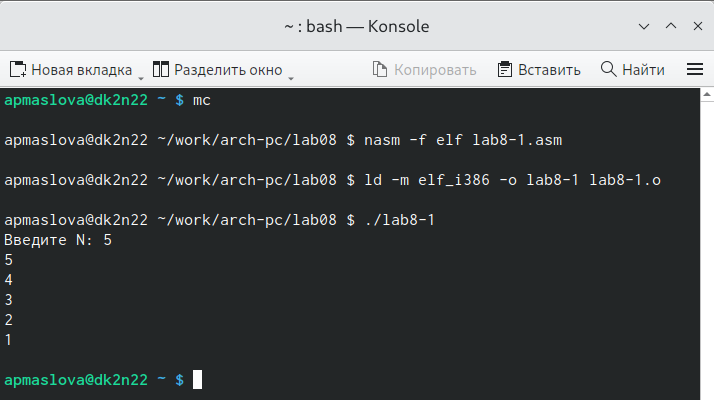 ~ : bash — Konsole
Новая вкладка Разделить окно Копировать Вставить Найти
apmaslova@dk2n22 ~ $ mc
apmaslova@dk2n22 ~/work/arch-pc/lab08 $ nasm -f elf lab8-1.asm
apmaslova@dk2n22 ~/work/arch-pc/lab08 $ ld -m elf_i386 -o lab8-1 lab8-1.o
apmaslova@dk2n22 ~/work/arch-pc/lab08 $ ./lab8-1
Введите N: 5
5
4
3
2
1
apmaslova@dk2n22 ~ $